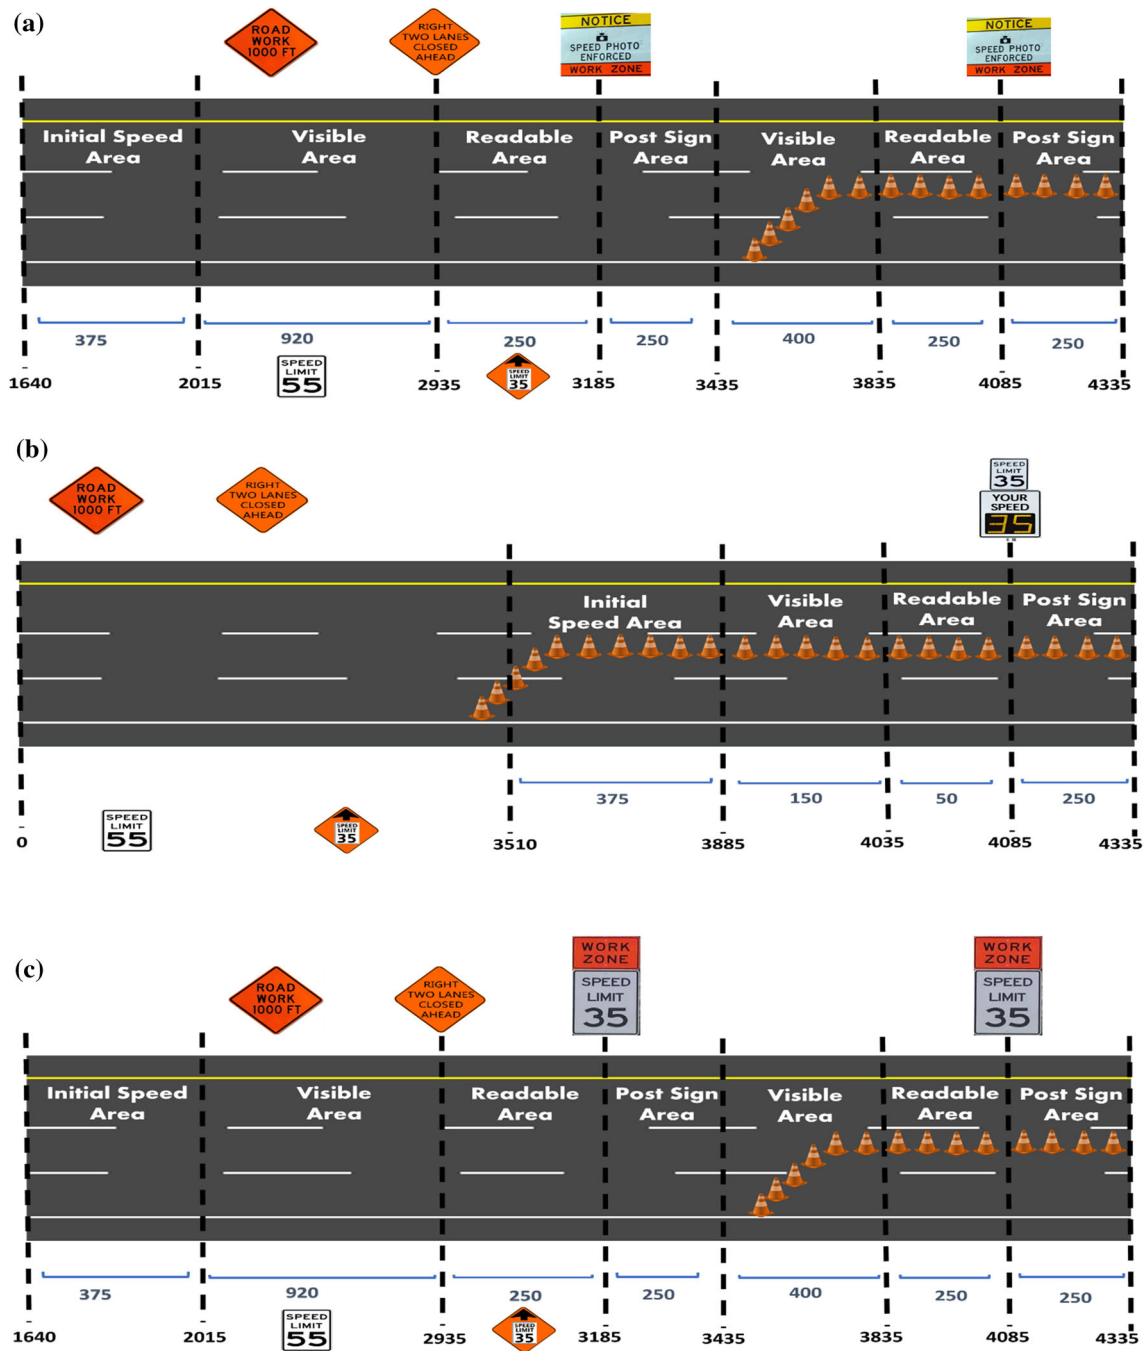 (a)
ROAD
WORK
1000 FT
RIGHT
TWO LANES
CLOSED
AHEAD
NOTICE
SPEED PHOTO
ENFORCED
WORK ZONE
NOTICE
SPEED PHOTO
ENFORCED
WORK ZONE
Initial Speed
Area
Visible
Area
Readable
Area
Post Sign
Area
Visible
Area
Readable
Area
Post Sign
Area
375
920
250
250
400
250
250
1640
2015
SPEED
LIMIT
55
2935
SPEED
LIMIT
35
3185
3435
3835
4085
4335
(b)
ROAD
WORK
1000 FT
RIGHT
TWO LANES
CLOSED
AHEAD
SPEED
LIMIT
35
YOUR
SPEED
35
Initial
Speed Area
Visible
Area
Readable
Area
Post Sign
Area
375
150
50
250
0
SPEED
LIMIT
55
SPEED
LIMIT
35
3510
3885
4035
4085
4335
(c)
ROAD
WORK
1000 FT
RIGHT
TWO LANES
CLOSED
AHEAD
WORK
ZONE
SPEED
LIMIT
35
WORK
ZONE
SPEED
LIMIT
35
Initial Speed
Area
Visible
Area
Readable
Area
Post Sign
Area
Visible
Area
Readable
Area
Post Sign
Area
375
920
250
250
400
250
250
1640
2015
SPEED
LIMIT
55
2935
SPEED
LIMIT
35
3185
3435
3835
4085
4335